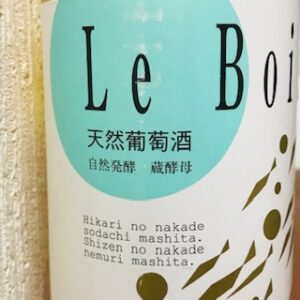 Le Boi
天然葡萄酒
自然発酵 蔵酵母
Hikari no nakade
sodachi mashita.
Shizen no nakade
nemuri mashita.